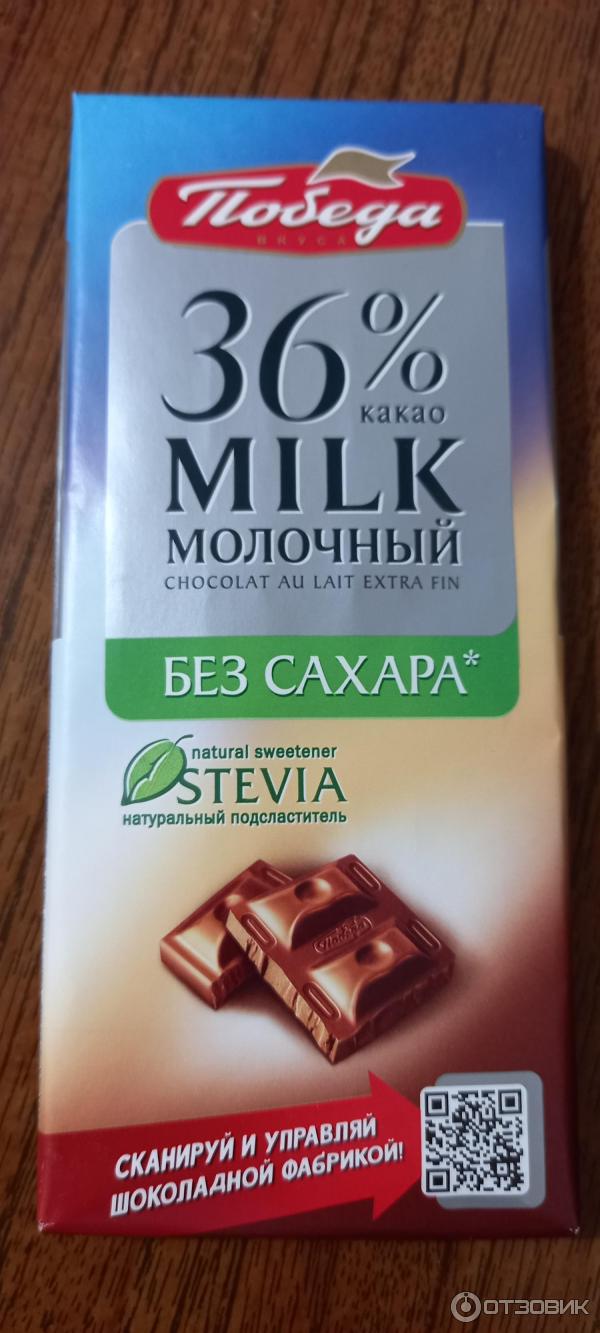 Победа
ВКУСА
36%
какао
MILK
МОЛОЧНЫЙ
CHOCOLAT AU LAIT EXTRA FIN
БЕЗ САХАРА*
natural sweetener
STEVIA
натуральный подсластитель
СКАНИРУЙ И УПРАВЛЯЙ
ШОКОЛАДНОЙ ФАБРИКОЙ!
ОТЗОВИК